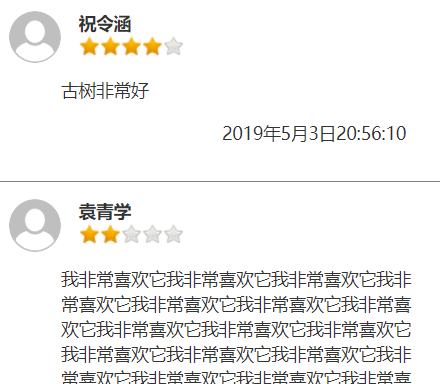 祝令涵
古树非常好
2019年5月3日20:56:10
袁青学
我非常喜欢它我非常喜欢它我非常喜欢它我非
常喜欢它我非常喜欢它我非常喜欢它我非常喜
欢它我非常喜欢它我非常喜欢它我非常喜欢它
我非常喜欢它我非常喜欢它我非常喜欢它我非
常喜欢它我非常喜欢它我非常喜欢它我非常喜